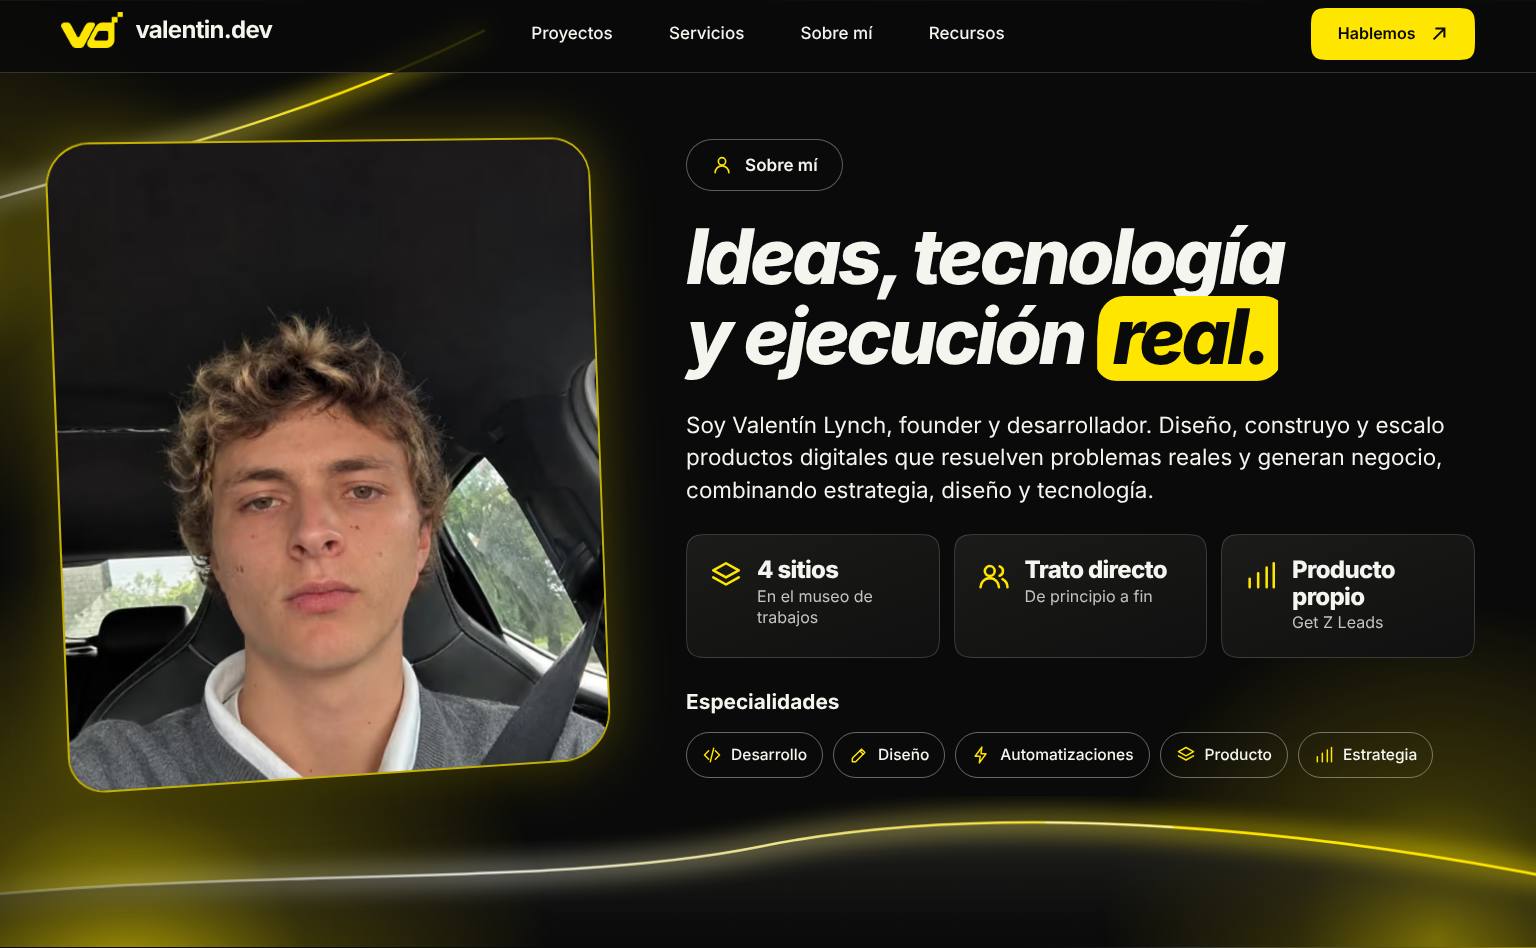 vd valentin.dev
Proyectos
Servicios
Sobre mí
Recursos
Hablemos
Sobre mí
Ideas, tecnología
y ejecución real.
Soy Valentín Lynch, founder y desarrollador. Diseño, construyo y escalo
productos digitales que resuelven problemas reales y generan negocio,
combinando estrategia, diseño y tecnología.
4 sitios
En el museo de
trabajos
Trato directo
De principio a fin
Producto
propio
Get Z Leads
Especialidades
Desarrollo
Diseño
Automatizaciones
Producto
Estrategia